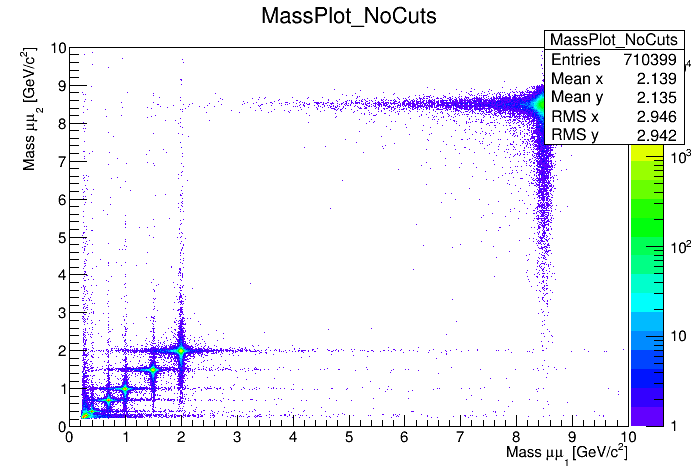 MassPlot_NoCuts
MassPlot_NoCuts
Entries 710399
Mean x 2.139
Mean y 2.135
RMS x 2.946
RMS y 2.942
Mass μμ₂ [GeV/c²]
10
9
8
7
6
5
4
3
2
1
0
0 1 2 3 4 5 6 7 8 9 10
Mass μμ₁ [GeV/c²]
4
10³
10²
10
1